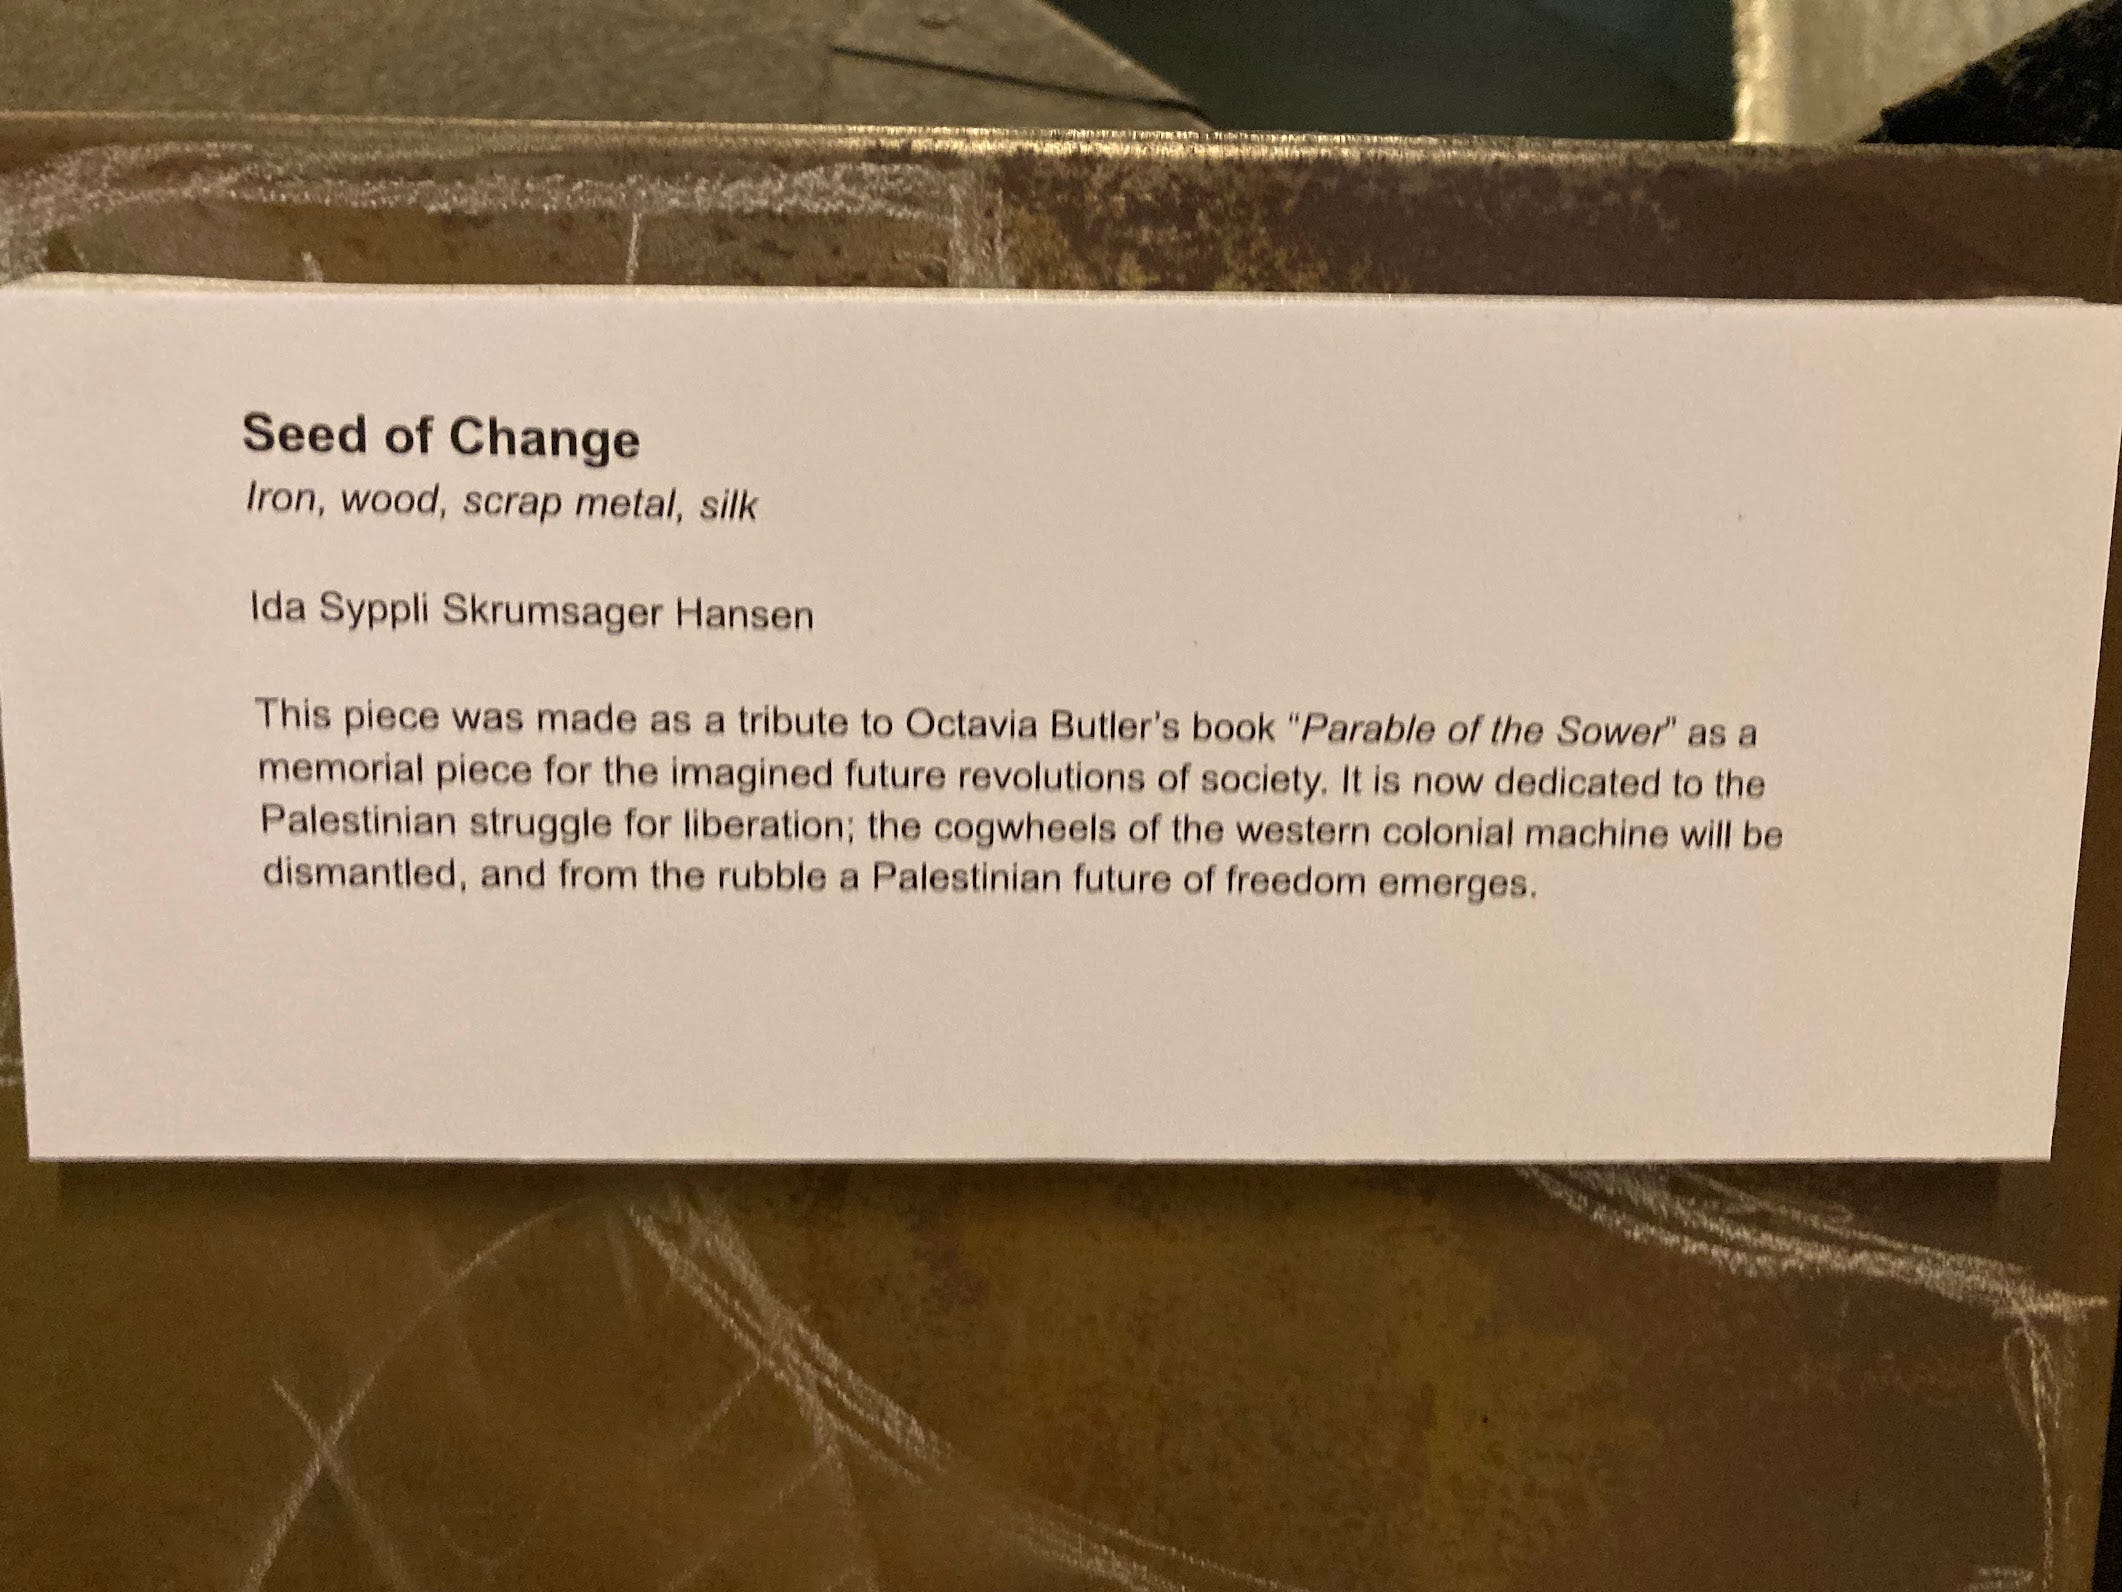 Seed of Change
Iron, wood, scrap metal, silk
Ida Syppli Skrumsager Hansen
This piece was made as a tribute to Octavia Butler's book "Parable of the Sower" as a
memorial piece for the imagined future revolutions of society. It is now dedicated to the
Palestinian struggle for liberation; the cogwheels of the western colonial machine will be
dismantled, and from the rubble a Palestinian future of freedom emerges.